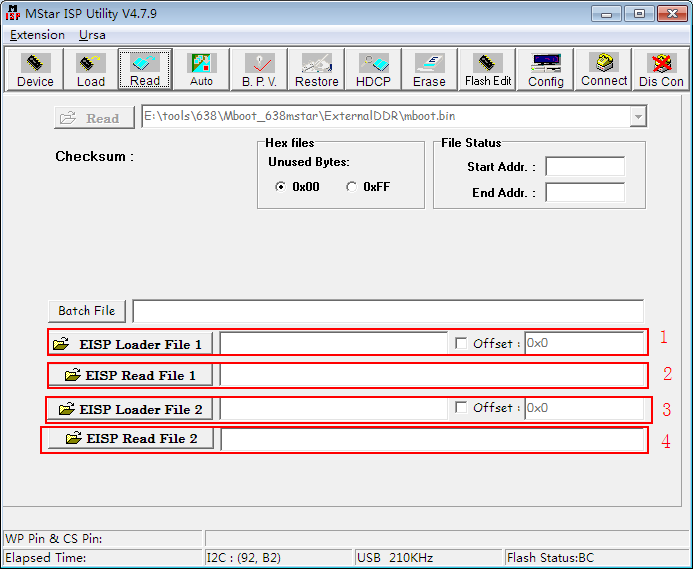 MSTAR ISP
MStar ISP Utility V4.7.9
Extension Ursa
Device Load Read Auto B. P. V. Restore HDCP Erase Flash Edit Config Connect Dis Con
Read E:\tools\638\Mboot_638mstar\ExternalDDR\mboot.bin
Checksum :
Hex files
Unused Bytes:
0x00 0xFF
File Status
Start Addr. :
End Addr. :
Batch File
EISP Loader File 1 Offset : 0x0 1
EISP Read File 1 2
EISP Loader File 2 Offset : 0x0 3
EISP Read File 2 4
WP Pin & CS Pin:
Elapsed Time: I2C : (92, B2) USB 210KHz Flash Status:BC